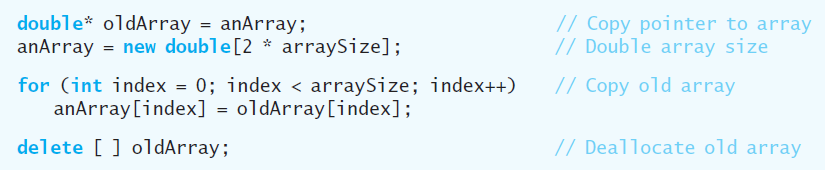 double* oldArray = anArray; // Copy pointer to array
anArray = new double[2 * arraySize]; // Double array size
for (int index = 0; index < arraySize; index++) // Copy old array
anArray[index] = oldArray[index];
delete [ ] oldArray; // Deallocate old array